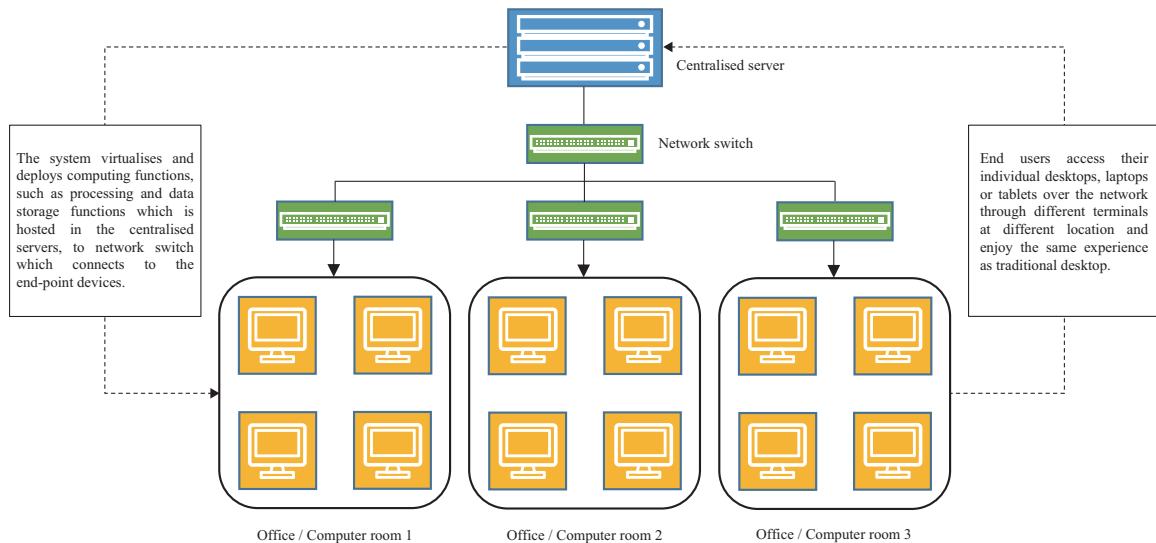 Centralised server
Network switch
The system virtualises and
deploys computing functions,
such as processing and data
storage functions which is
hosted in the centralised
servers, to network switch
which connects to the
end-point devices.
End users access their
individual desktops, laptops
or tablets over the network
through different terminals
at different location and
enjoy the same experience
as traditional desktop.
Office / Computer room 1
Office / Computer room 2
Office / Computer room 3